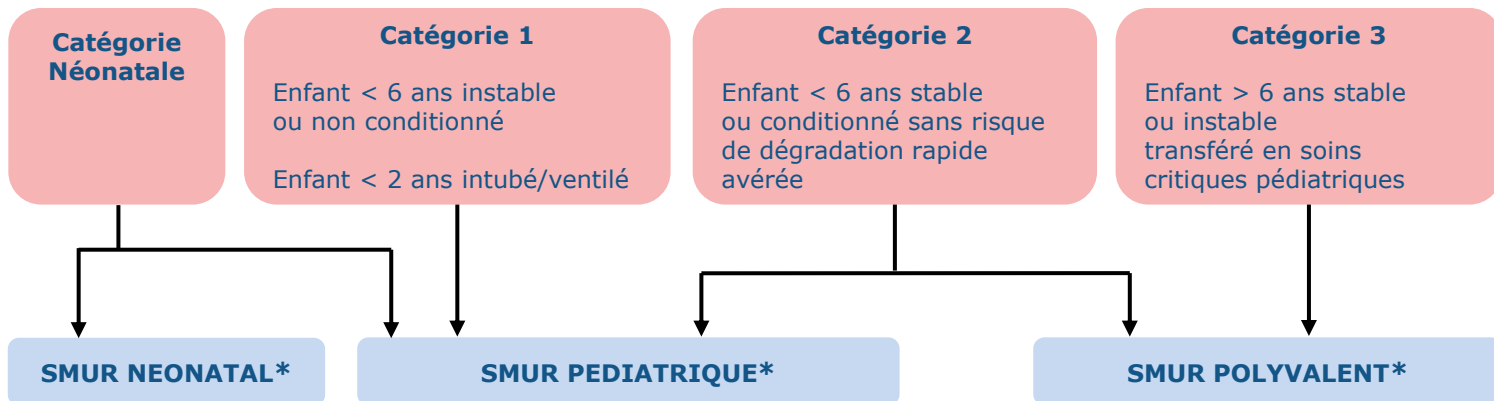 Catégorie
Néonatale
Catégorie 1
Enfant < 6 ans instable
ou non conditionné
Enfant < 2 ans intubé/ventilé
Catégorie 2
Enfant < 6 ans stable
ou conditionné sans risque
de dégradation rapide
avérée
Catégorie 3
Enfant > 6 ans stable
ou instable
transféré en soins
critiques pédiatriques
SMUR NEONATAL*
SMUR PEDIATRIQUE*
SMUR POLYVALENT*